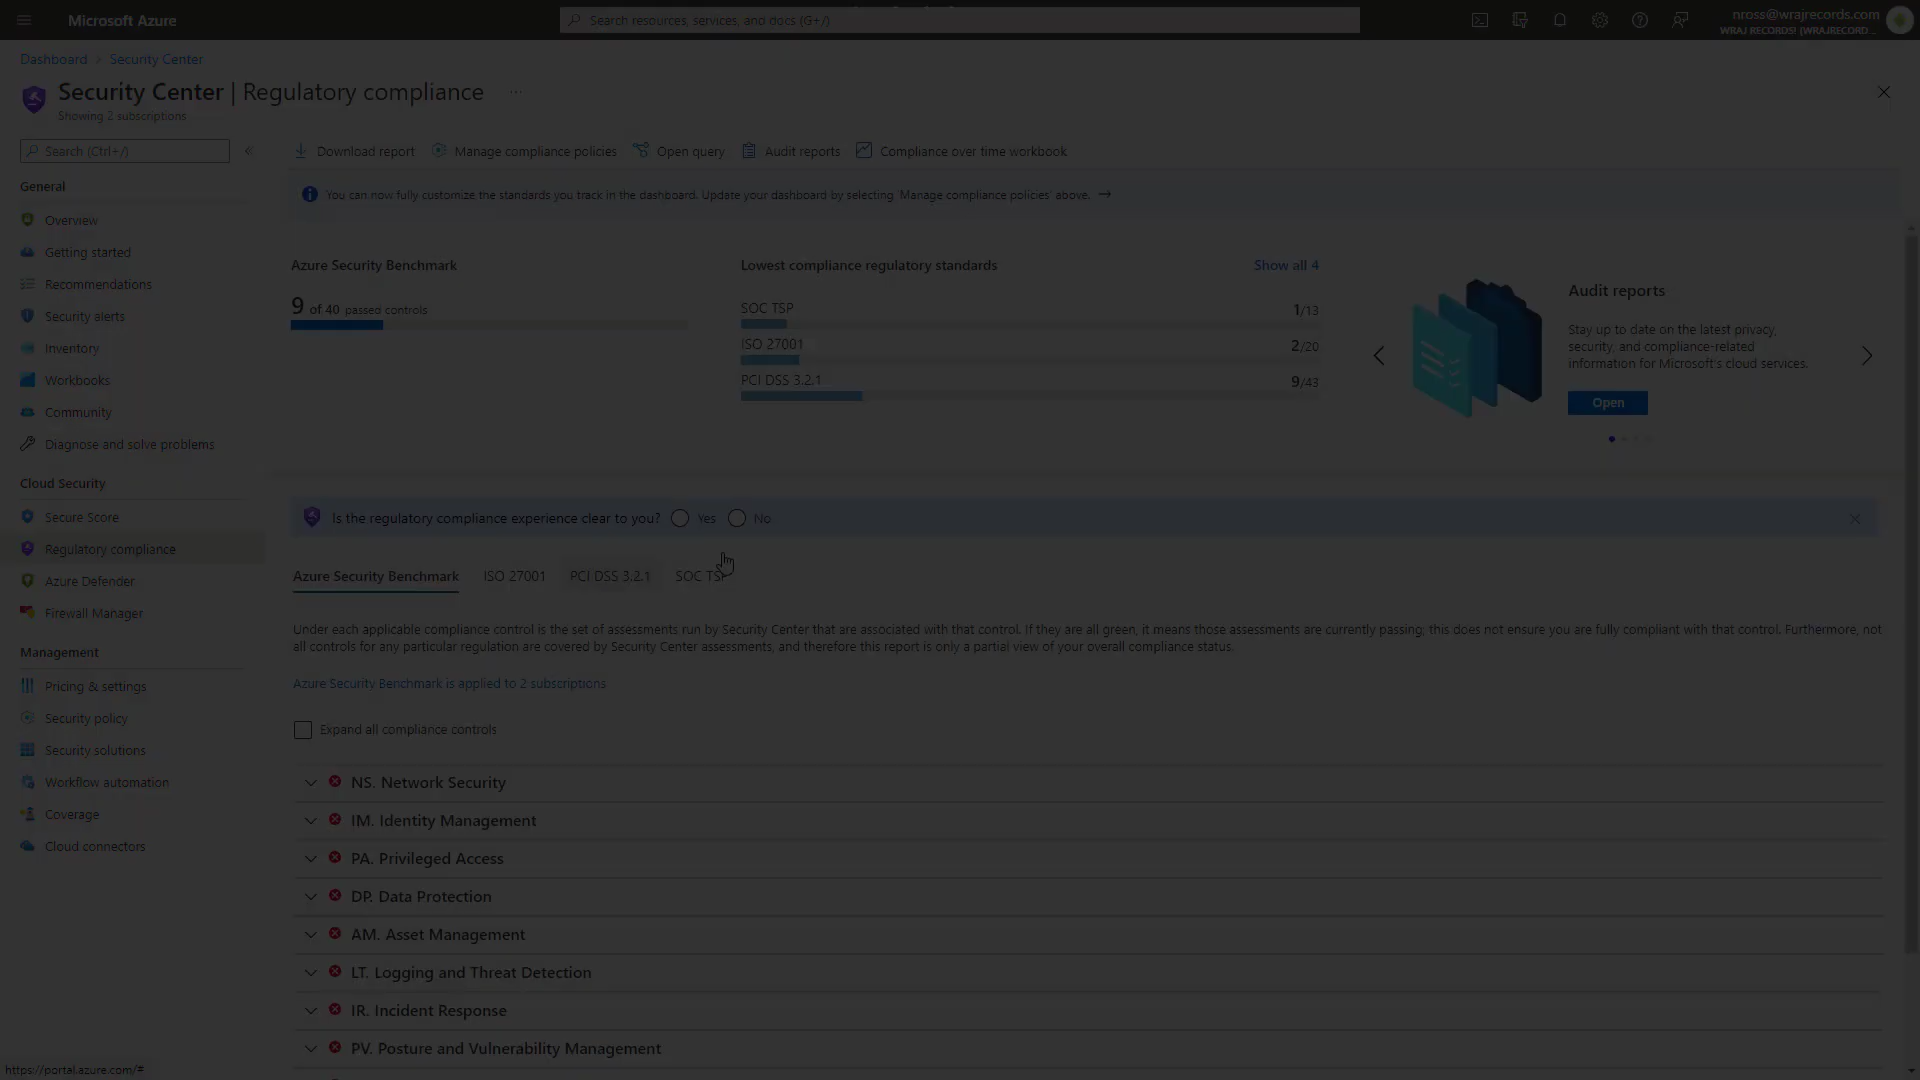 Microsoft Azure
Search resources, services, and docs (G+/)
nross@wrajrecords.com
WRAJ RECORDS! (WRAJRECORD...
Dashboard > Security Center
Security Center | Regulatory compliance ...
Showing 2 subscriptions
Search (Ctrl+/)
«
Download report
Manage compliance policies
Open query
Audit reports
Compliance over time workbook
You can now fully customize the standards you track in the dashboard. Update your dashboard by selecting 'Manage compliance policies' above. →
General
Overview
Getting started
Recommendations
Security alerts
Inventory
Workbooks
Community
Diagnose and solve problems
Cloud Security
Secure Score
Regulatory compliance
Azure Defender
Firewall Manager
Management
Pricing & settings
Security policy
Security solutions
Workflow automation
Coverage
Cloud connectors
Azure Security Benchmark
9 of 40 passed controls
Lowest compliance regulatory standards
Show all 4
SOC TSP 1/13
ISO 27001 2/20
PCI DSS 3.2.1 9/43
Audit reports
Stay up to date on the latest privacy,
security, and compliance-related
information for Microsoft's cloud services.
Open
Is the regulatory compliance experience clear to you? Yes No
Azure Security Benchmark ISO 27001 PCI DSS 3.2.1 SOC TSP
Under each applicable compliance control is the set of assessments run by Security Center that are associated with that control. If they are all green, it means those assessments are currently passing; this does not ensure you are fully compliant with that control. Furthermore, not
all controls for any particular regulation are covered by Security Center assessments, and therefore this report is only a partial view of your overall compliance status.
Azure Security Benchmark is applied to 2 subscriptions
Expand all compliance controls
NS. Network Security
IM. Identity Management
PA. Privileged Access
DP. Data Protection
AM. Asset Management
LT. Logging and Threat Detection
IR. Incident Response
PV. Posture and Vulnerability Management
https://portal.azure.com/#